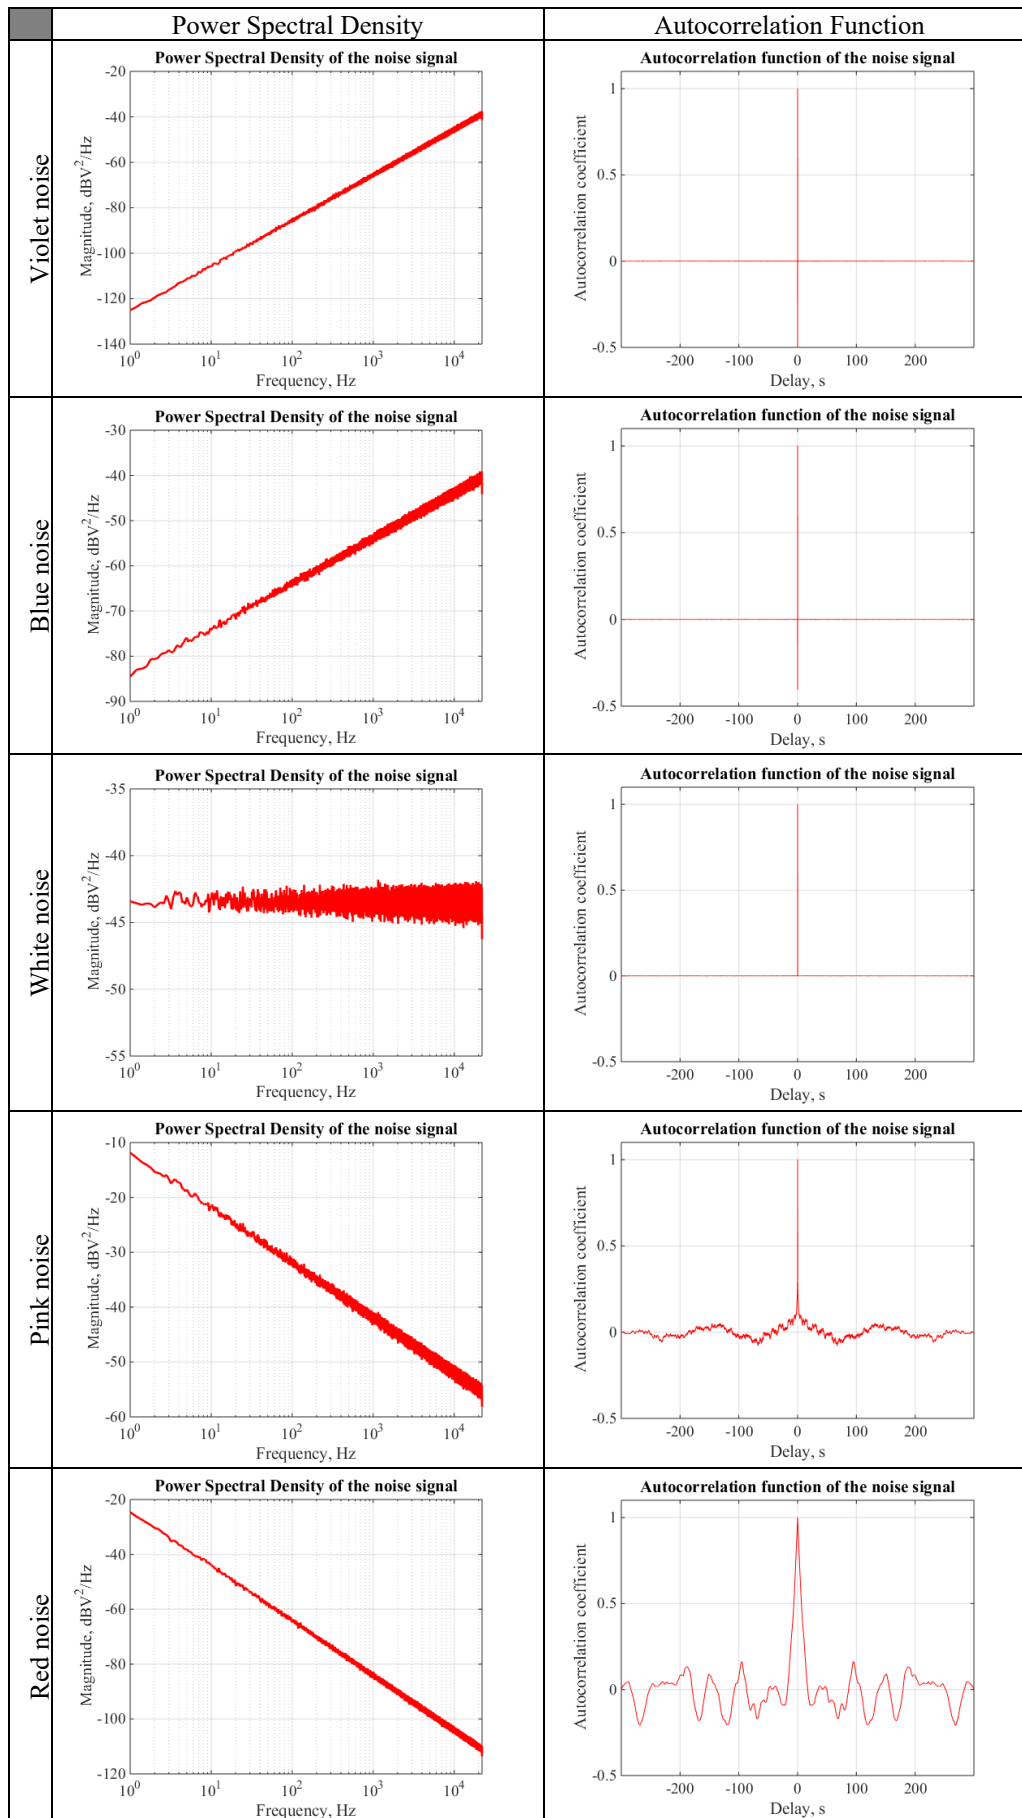 Power Spectral Density
Autocorrelation Function
Violet noise
Power Spectral Density of the noise signal
Magnitude, dBV²/Hz
-20
-40
-60
-80
-100
-120
-140
10⁰ 10¹ 10² 10³ 10⁴
Frequency, Hz
Autocorrelation function of the noise signal
Autocorrelation coefficient
1
0.5
0
-0.5
-200 -100 0 100 200
Delay, s
Blue noise
Power Spectral Density of the noise signal
Magnitude, dBV²/Hz
-30
-40
-50
-60
-70
-80
-90
10⁰ 10¹ 10² 10³ 10⁴
Frequency, Hz
Autocorrelation function of the noise signal
Autocorrelation coefficient
1
0.5
0
-0.5
-200 -100 0 100 200
Delay, s
White noise
Power Spectral Density of the noise signal
Magnitude, dBV²/Hz
-35
-40
-45
-50
-55
10⁰ 10¹ 10² 10³ 10⁴
Frequency, Hz
Autocorrelation function of the noise signal
Autocorrelation coefficient
1
0.5
0
-0.5
-200 -100 0 100 200
Delay, s
Pink noise
Power Spectral Density of the noise signal
Magnitude, dBV²/Hz
-10
-20
-30
-40
-50
-60
10⁰ 10¹ 10² 10³ 10⁴
Frequency, Hz
Autocorrelation function of the noise signal
Autocorrelation coefficient
1
0.5
0
-0.5
-200 -100 0 100 200
Delay, s
Red noise
Power Spectral Density of the noise signal
Magnitude, dBV²/Hz
-20
-40
-60
-80
-100
-120
10⁰ 10¹ 10² 10³ 10⁴
Frequency, Hz
Autocorrelation function of the noise signal
Autocorrelation coefficient
1
0.5
0
-0.5
-200 -100 0 100 200
Delay, s